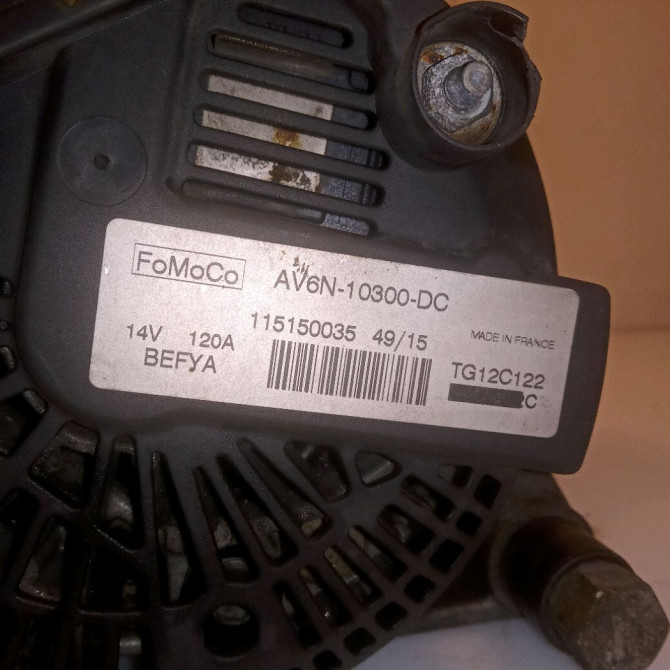 FoMoCo AV6N-10300-DC
115150035 49/15 MADE IN FRANCE
14V 120A
BEFYA
TG12C122
C